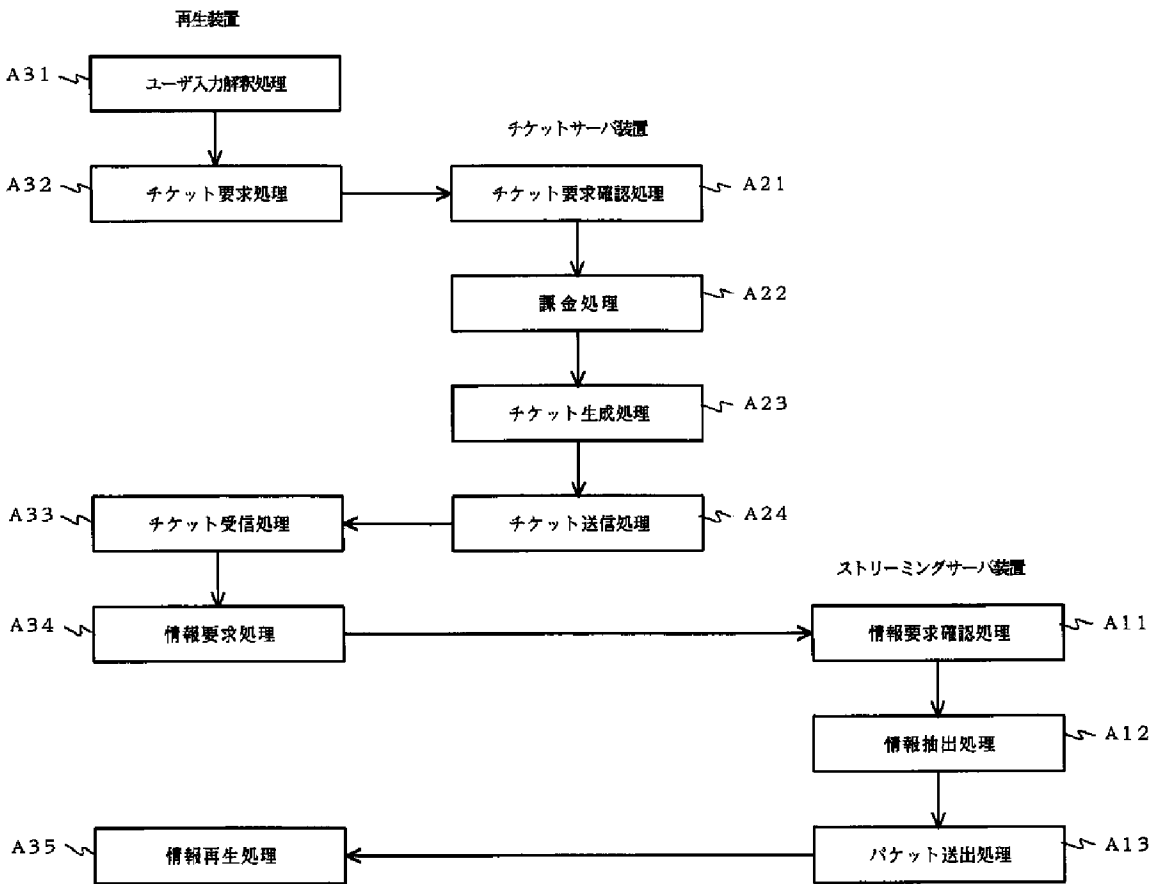 再生装置
A31
ユーザ入力解釈処理
チケットサーバ装置
A32
チケット要求処理
チケット要求確認処理
A21
課金処理
A22
チケット生成処理
A23
A33
チケット受信処理
チケット送信処理
A24
ストリーミングサーバ装置
A34
情報要求処理
情報要求確認処理
A11
情報抽出処理
A12
A35
情報再生処理
パケット送出処理
A13